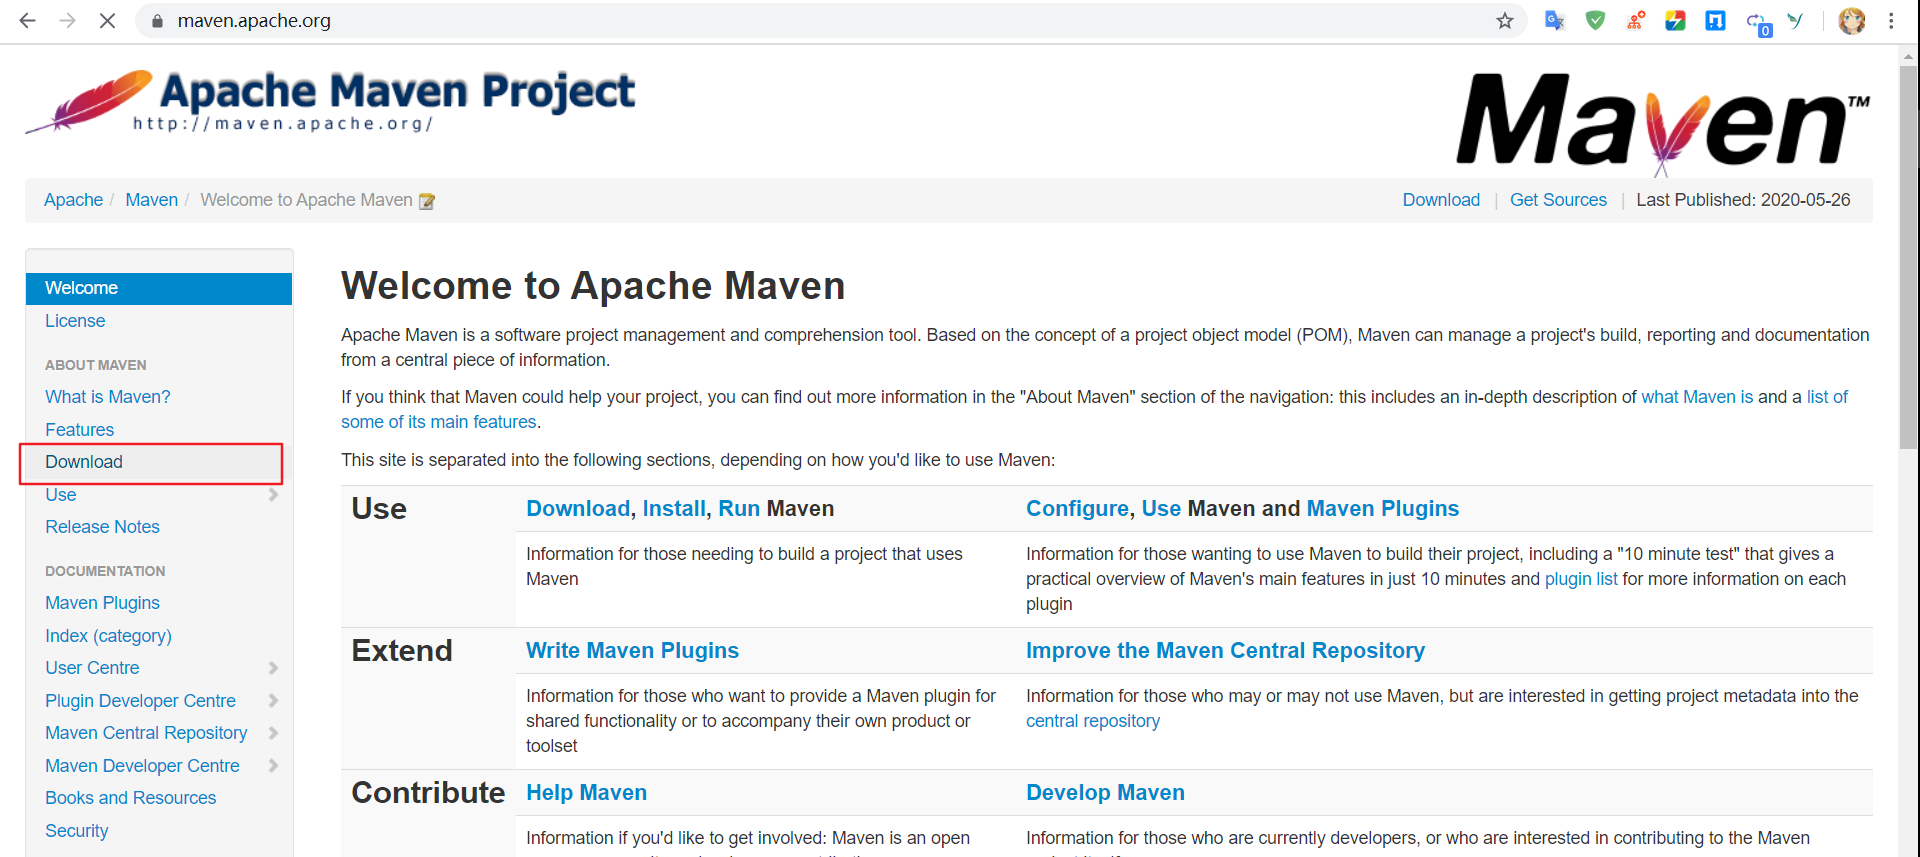 maven.apache.org
0
Apache Maven Project
http://maven.apache.org/
Maven™
Apache / Maven / Welcome to Apache Maven
Download | Get Sources | Last Published: 2020-05-26
Welcome
License
ABOUT MAVEN
What is Maven?
Features
Download
Use
Release Notes
DOCUMENTATION
Maven Plugins
Index (category)
User Centre
Plugin Developer Centre
Maven Central Repository
Maven Developer Centre
Books and Resources
Security
Welcome to Apache Maven
Apache Maven is a software project management and comprehension tool. Based on the concept of a project object model (POM), Maven can manage a project's build, reporting and documentation
from a central piece of information.
If you think that Maven could help your project, you can find out more information in the "About Maven" section of the navigation: this includes an in-depth description of what Maven is and a list of
some of its main features.
This site is separated into the following sections, depending on how you'd like to use Maven:
Use
Download, Install, Run Maven
Information for those needing to build a project that uses
Maven
Configure, Use Maven and Maven Plugins
Information for those wanting to use Maven to build their project, including a "10 minute test" that gives a
practical overview of Maven's main features in just 10 minutes and plugin list for more information on each
plugin
Extend
Write Maven Plugins
Information for those who want to provide a Maven plugin for
shared functionality or to accompany their own product or
toolset
Improve the Maven Central Repository
Information for those who may or may not use Maven, but are interested in getting project metadata into the
central repository
Contribute
Help Maven
Information if you'd like to get involved: Maven is an open
Develop Maven
Information for those who are currently developers, or who are interested in contributing to the Maven